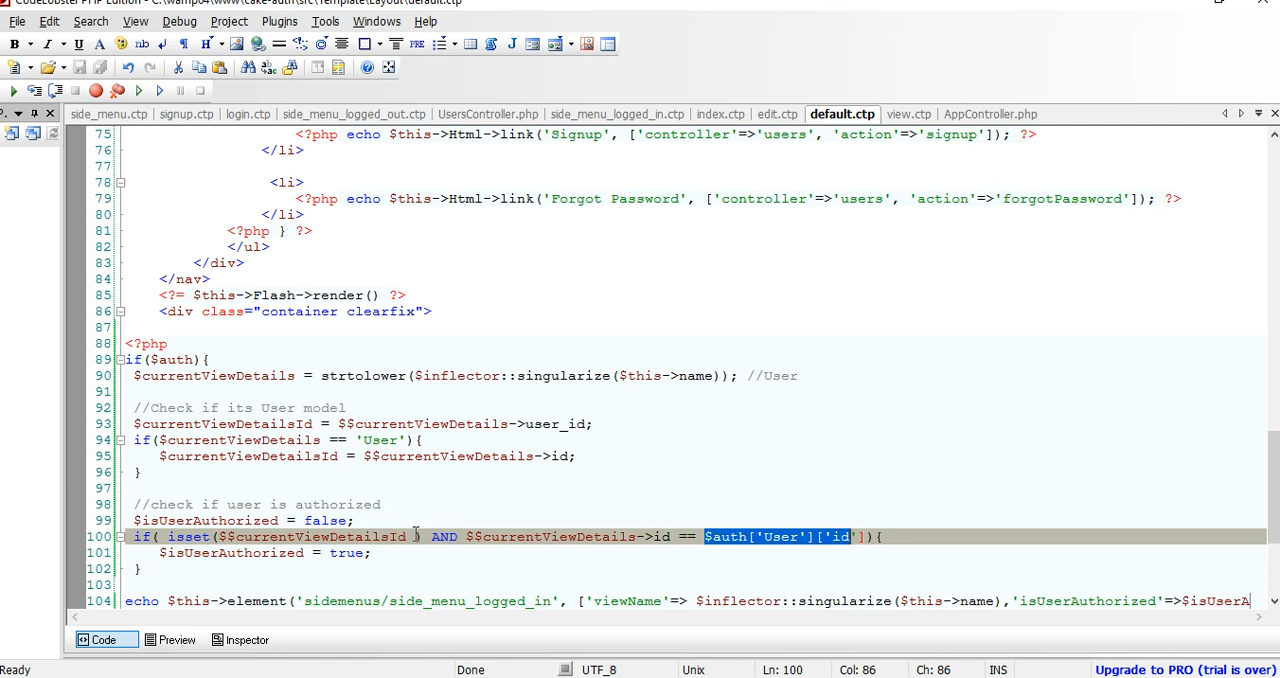 CodeLobster PHP Edition - C:\wamp64\www\cake-auth\src\Template\Layout\default.ctp
File Edit Search View Debug Project Plugins Tools Windows Help
side_menu.ctp signup.ctp login.ctp side_menu_logged_out.ctp UsersController.php side_menu_logged_in.ctp index.ctp edit.ctp default.ctp view.ctp AppController.php
75 <?php echo $this->Html->link('Signup', ['controller'=>'users', 'action'=>'signup']); ?>
76 </li>
77
78 <li>
79 <?php echo $this->Html->link('Forgot Password', ['controller'=>'users', 'action'=>'forgotPassword']); ?>
80 </li>
81 <?php } ?>
82 </ul>
83 </div>
84 </nav>
85 <?= $this->Flash->render() ?>
86 <div class="container clearfix">
87
88 <?php
89 if($auth){
90 $currentViewDetails = strtolower($inflector::singularize($this->name)); //User
91
92 //Check if its User model
93 $currentViewDetailsId = $$currentViewDetails->user_id;
94 if($currentViewDetails == 'User'){
95 $currentViewDetailsId = $$currentViewDetails->id;
96 }
97
98 //check if user is authorized
99 $isUserAuthorized = false;
100 if( isset($$currentViewDetailsId ) AND $$currentViewDetails->id == $auth['User']['id']){
101 $isUserAuthorized = true;
102 }
103
104 echo $this->element('sidemenus/side_menu_logged_in', ['viewName'=> $inflector::singularize($this->name),'isUserAuthorized'=>$isUserA
Code Preview Inspector
Ready Done UTF_8 Unix Ln: 100 Col: 86 Ch: 86 INS Upgrade to PRO (trial is over)